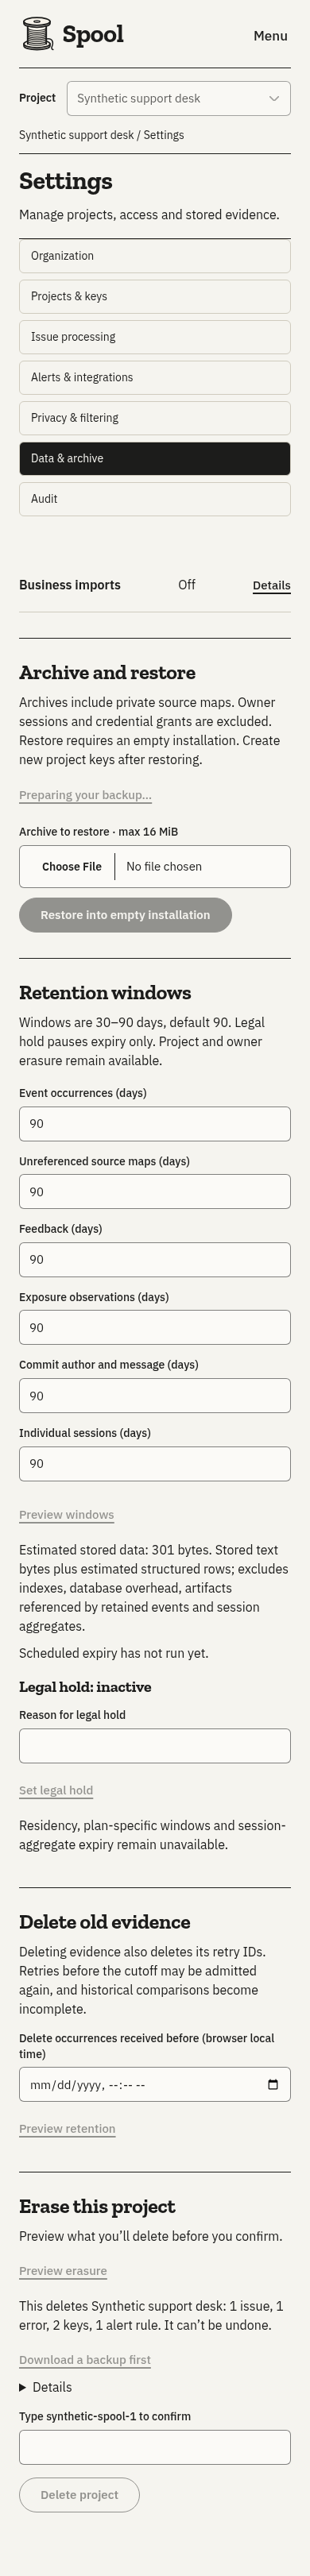 Spool
Menu
Project
Synthetic support desk
Synthetic support desk / Settings
Settings
Manage projects, access and stored evidence.
Organization
Projects & keys
Issue processing
Alerts & integrations
Privacy & filtering
Data & archive
Audit
Business imports
Off
Details
Archive and restore
Archives include private source maps. Owner
sessions and credential grants are excluded.
Restore requires an empty installation. Create
new project keys after restoring.
Preparing your backup...
Archive to restore · max 16 MiB
Choose File
No file chosen
Restore into empty installation
Retention windows
Windows are 30–90 days, default 90. Legal
hold pauses expiry only. Project and owner
erasure remain available.
Event occurrences (days)
90
Unreferenced source maps (days)
90
Feedback (days)
90
Exposure observations (days)
90
Commit author and message (days)
90
Individual sessions (days)
90
Preview windows
Estimated stored data: 301 bytes. Stored text
bytes plus estimated structured rows; excludes
indexes, database overhead, artifacts
referenced by retained events and session
aggregates.
Scheduled expiry has not run yet.
Legal hold: inactive
Reason for legal hold
Set legal hold
Residency, plan-specific windows and session-
aggregate expiry remain unavailable.
Delete old evidence
Deleting evidence also deletes its retry IDs.
Retries before the cutoff may be admitted
again, and historical comparisons become
incomplete.
Delete occurrences received before (browser local
time)
mm/dd/yyyy, --:-- --
Preview retention
Erase this project
Preview what you’ll delete before you confirm.
Preview erasure
This deletes Synthetic support desk: 1 issue, 1
error, 2 keys, 1 alert rule. It can’t be undone.
Download a backup first
Details
Type synthetic-spool-1 to confirm
Delete project